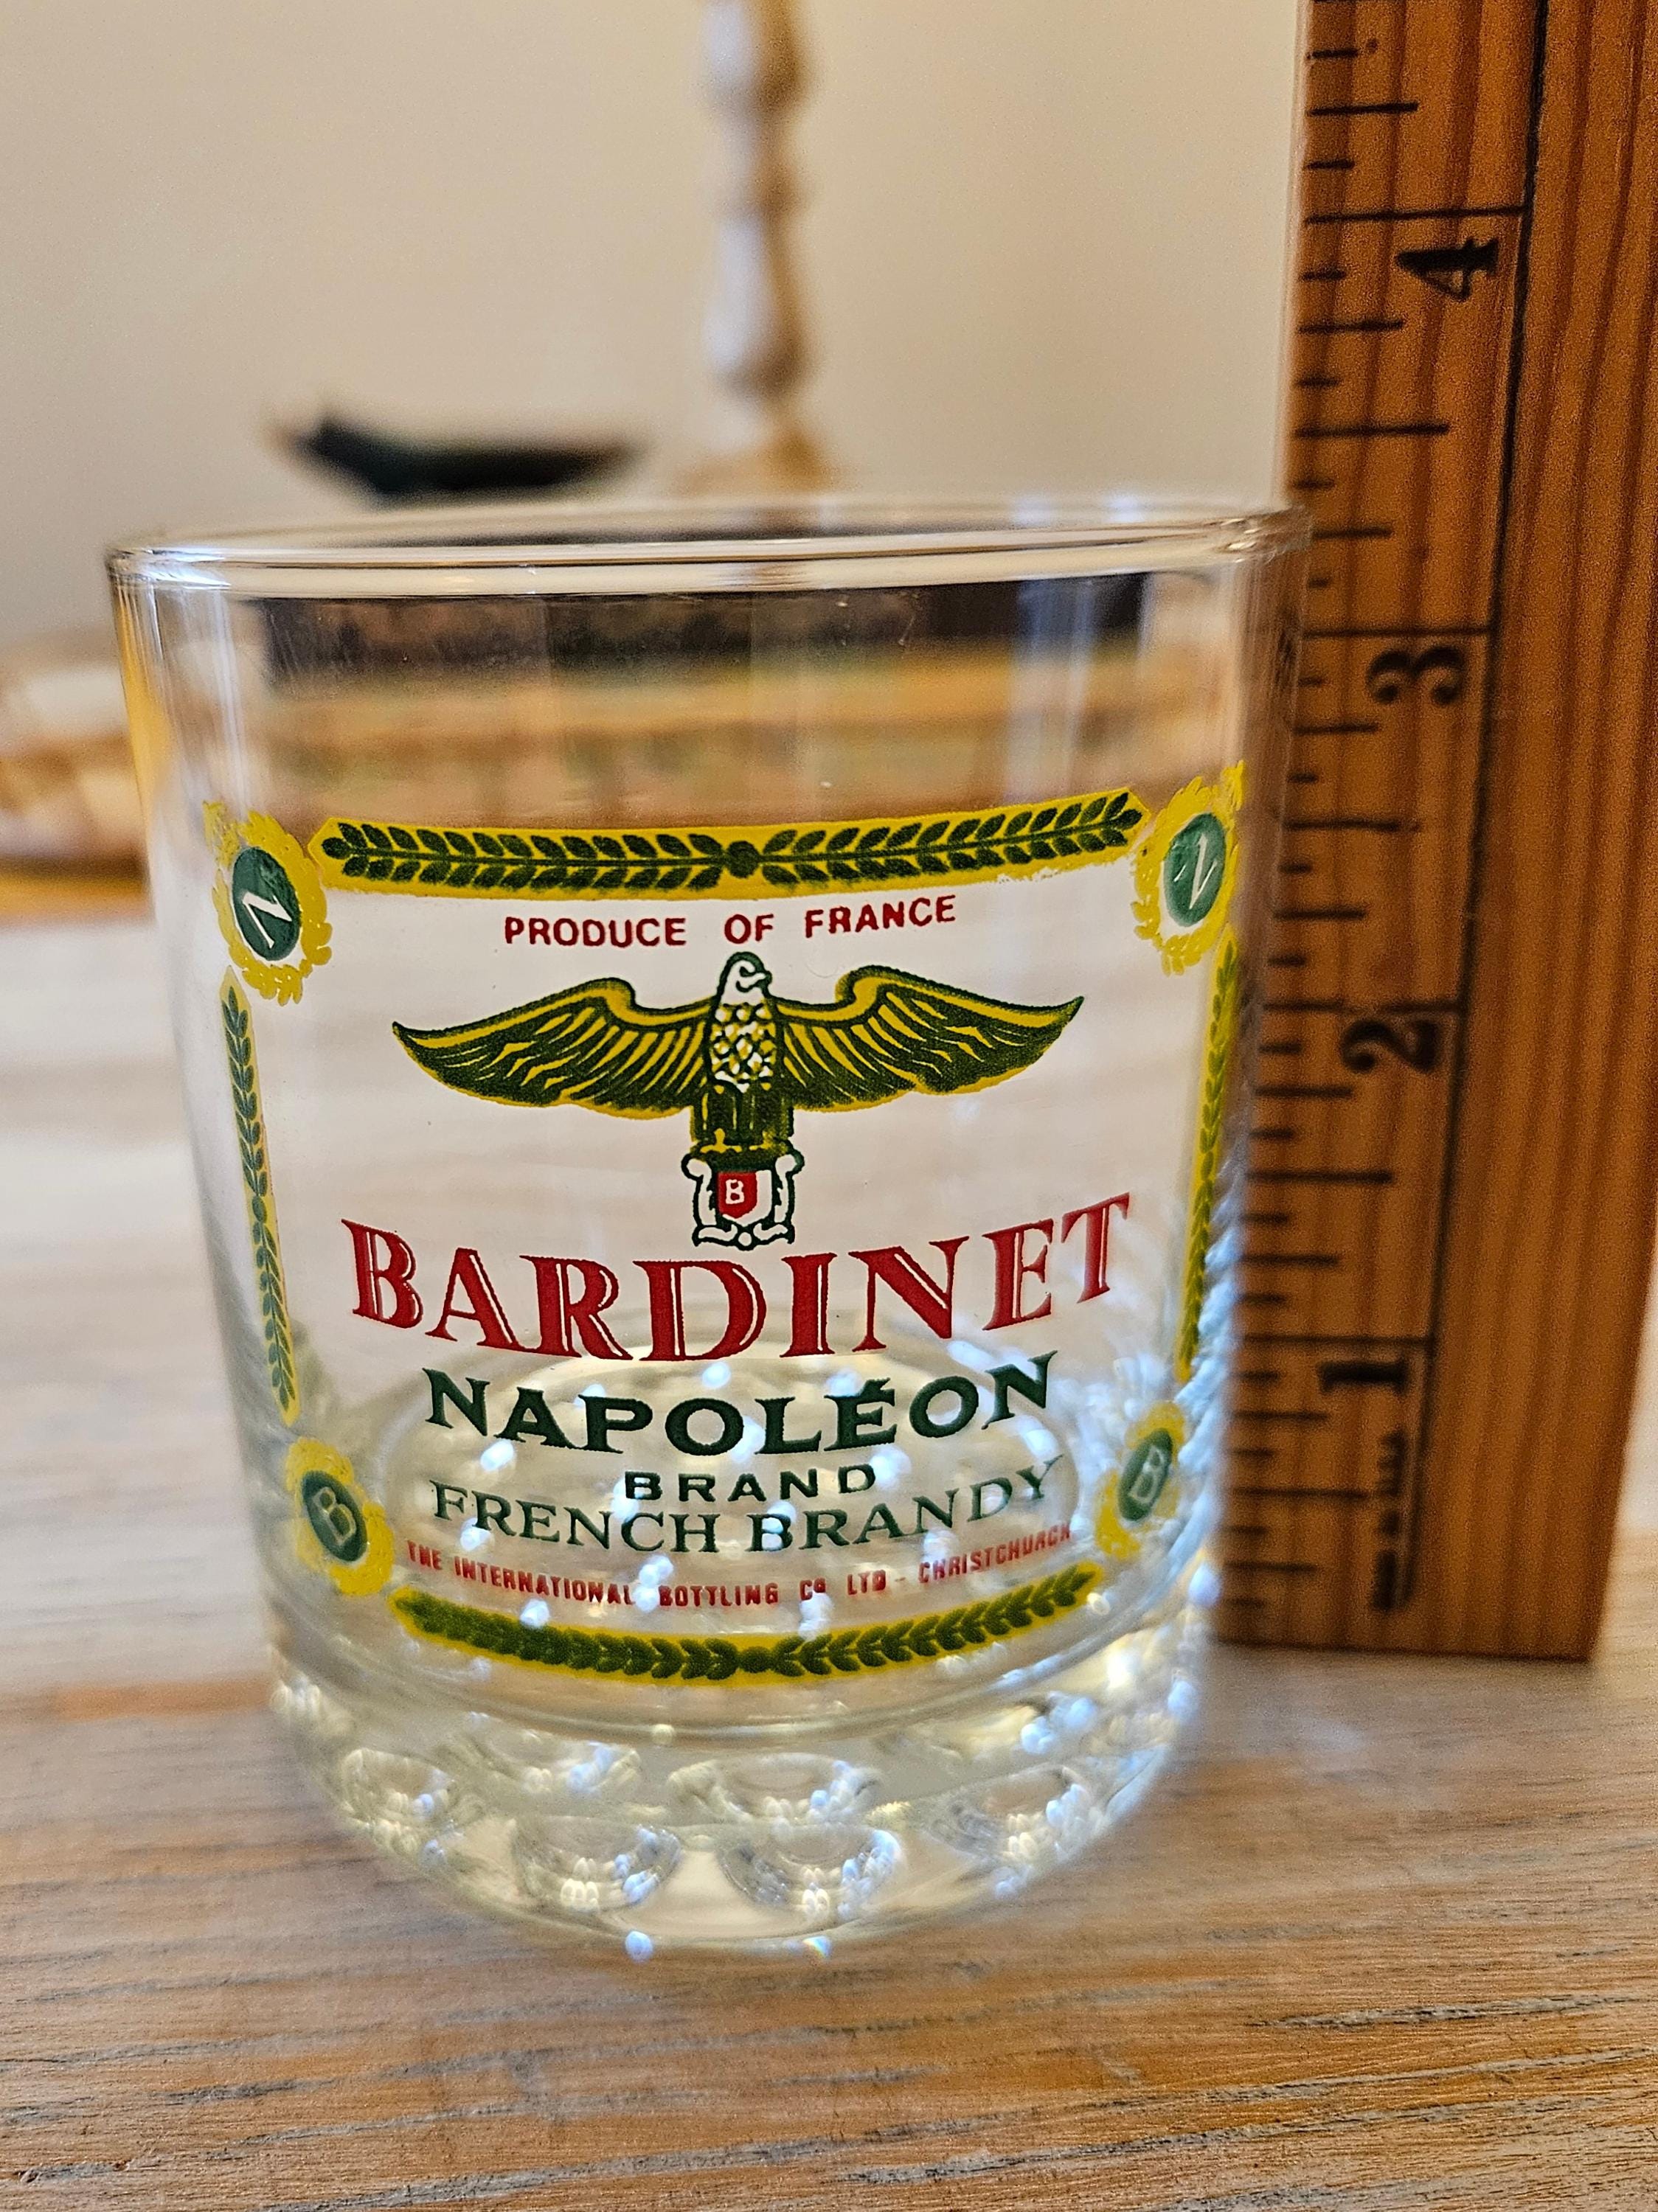 4
3
N
N
PRODUCE OF FRANCE
2
B
BARDINET
NAPOLÉON
1
BRAND
FRENCH BRANDY
B
B
THE INTERNATIONAL BOTTLING Cº LTD - CHRISTCHURCH